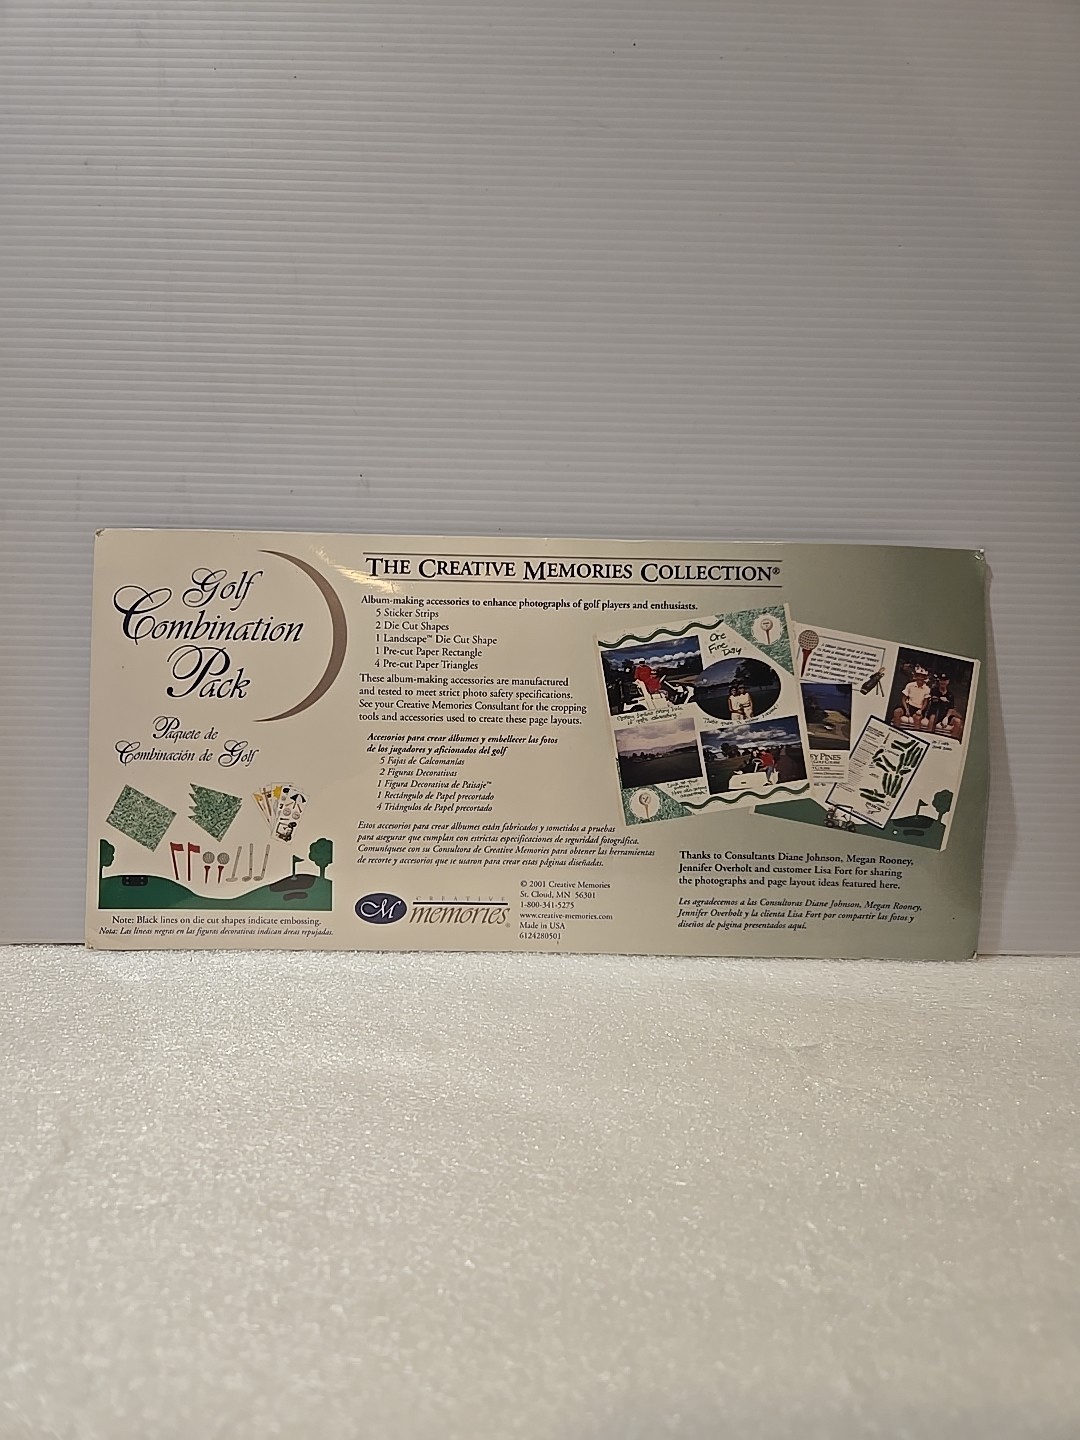 Golf
Combination
Pack
Paquete de
Combinación de Golf
Note: Black lines on die cut shapes indicate embossing.
Nota: Las líneas negras en las figuras decorativas indican áreas repujadas.
THE CREATIVE MEMORIES COLLECTION®
Album-making accessories to enhance photographs of golf players and enthusiasts.
5 Sticker Strips
2 Die Cut Shapes
1 Landscape™ Die Cut Shape
1 Pre-cut Paper Rectangle
4 Pre-cut Paper Triangles
These album-making accessories are manufactured
and tested to meet strict photo safety specifications.
See your Creative Memories Consultant for the cropping
tools and accessories used to create these page layouts.
Accesorios para crear álbumes y embellecer las fotos
de los jugadores y aficionados del golf
5 Fajas de Calcomanías
2 Figuras Decorativas
1 Figura Decorativa de Paisaje™
1 Rectángulo de Papel precortado
4 Triángulos de Papel precortado
Estos accesorios para crear álbumes están fabricados y sometidos a pruebas
para asegurar que cumplan con estrictas especificaciones de seguridad fotográfica.
Comuníquese con su Consultora de Creative Memories para obtener las herramientas
de recorte y accesorios que se usaron para crear estas páginas diseñadas.
CM
CREATIVE
memories®
© 2001 Creative Memories
St. Cloud, MN 56301
1-800-341-5275
www.creative-memories.com
Made in USA
6124280501
One
Fine
Day
EY PINES
Thanks to Consultants Diane Johnson, Megan Rooney,
Jennifer Overholt and customer Lisa Fort for sharing
the photographs and page layout ideas featured here.
Les agradecemos a las Consultoras Diane Johnson, Megan Rooney,
Jennifer Overholt y la clienta Lisa Fort por compartir las fotos y
diseños de página presentados aquí.